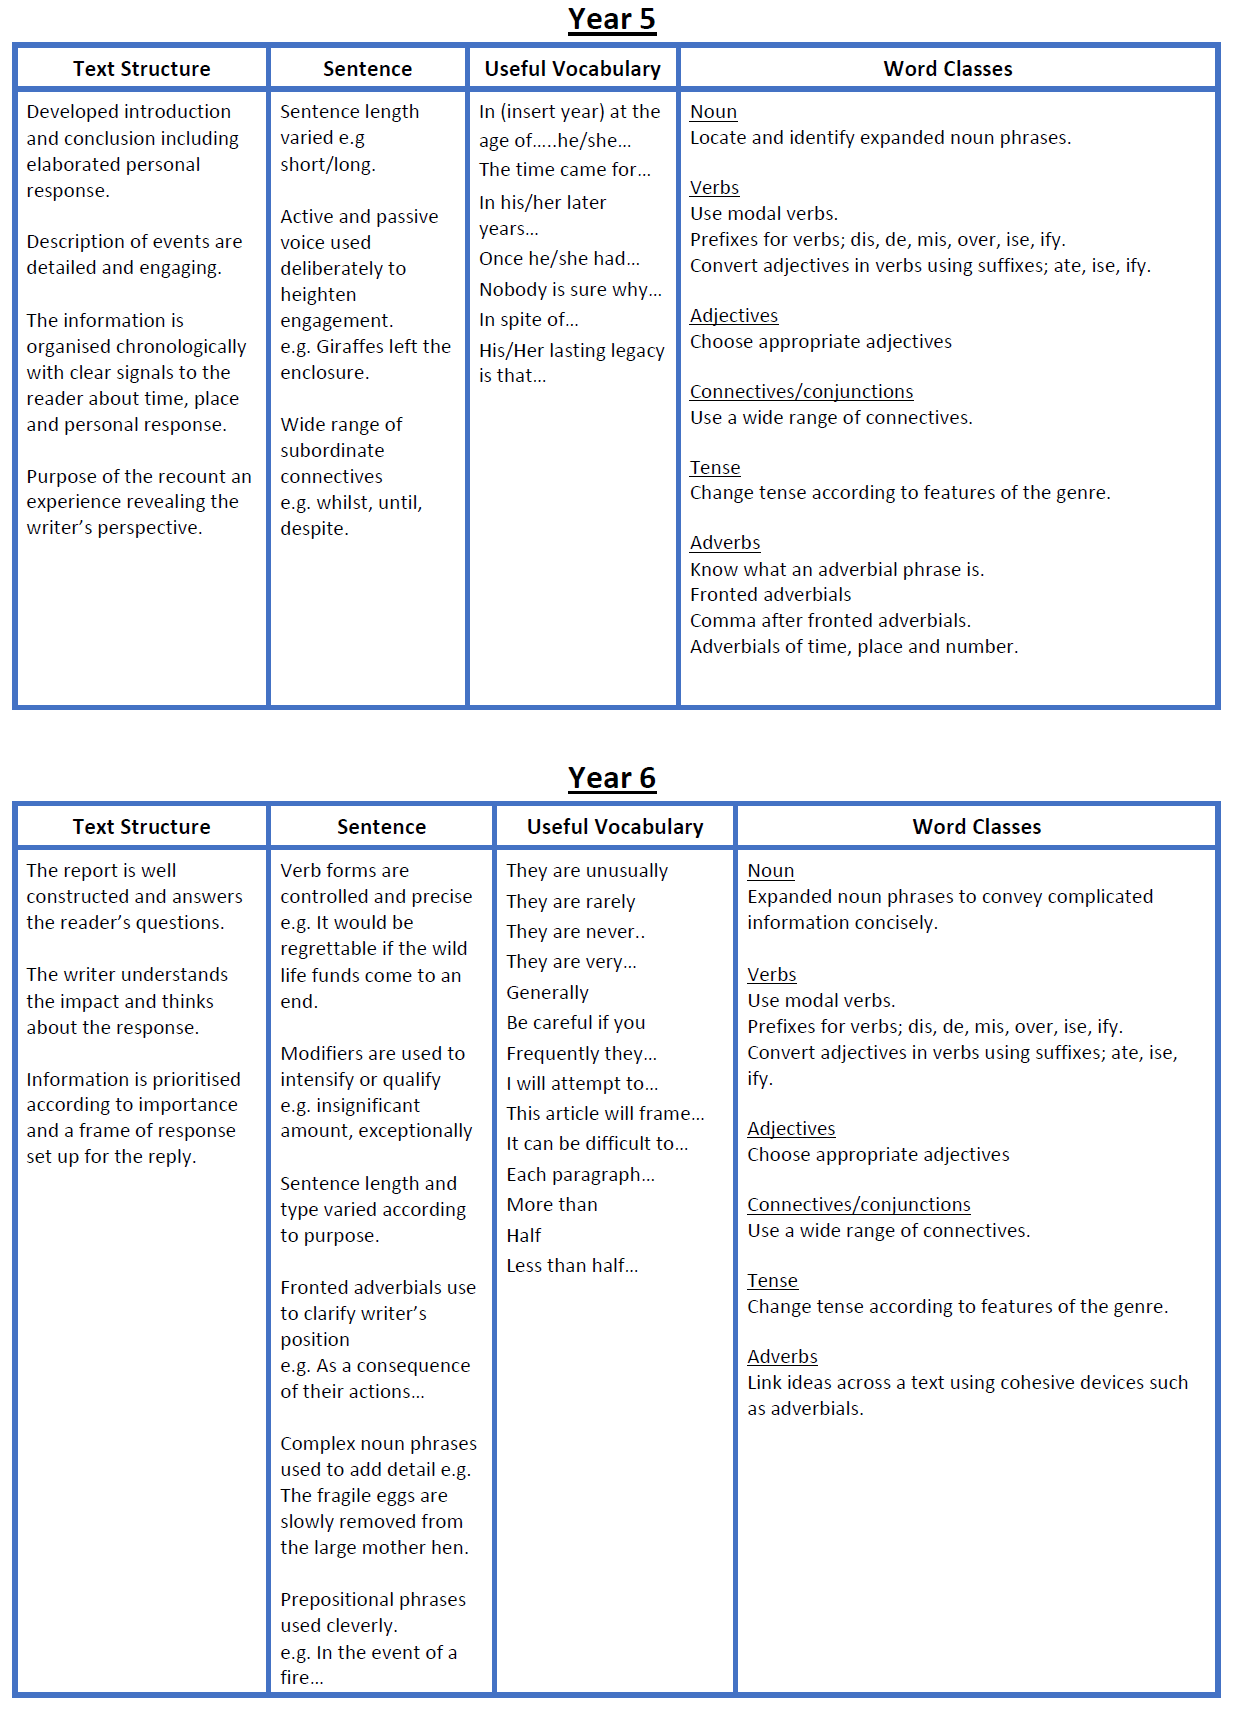 Year 5
Text Structure
Sentence
Useful Vocabulary
Word Classes
Developed introduction
and conclusion including
elaborated personal
response.
Description of events are
detailed and engaging.
The information is
organised chronologically
with clear signals to the
reader about time, place
and personal response.
Purpose of the recount an
experience revealing the
writer’s perspective.
Sentence length
varied e.g
short/long.
Active and passive
voice used
deliberately to
heighten
engagement.
e.g. Giraffes left the
enclosure.
Wide range of
subordinate
connectives
e.g. whilst, until,
despite.
In (insert year) at the
age of…..he/she…
The time came for…
In his/her later
years…
Once he/she had…
Nobody is sure why…
In spite of…
His/Her lasting legacy
is that…
Noun
Locate and identify expanded noun phrases.
Verbs
Use modal verbs.
Prefixes for verbs; dis, de, mis, over, ise, ify.
Convert adjectives in verbs using suffixes; ate, ise, ify.
Adjectives
Choose appropriate adjectives
Connectives/conjunctions
Use a wide range of connectives.
Tense
Change tense according to features of the genre.
Adverbs
Know what an adverbial phrase is.
Fronted adverbials
Comma after fronted adverbials.
Adverbials of time, place and number.
Year 6
Text Structure
Sentence
Useful Vocabulary
Word Classes
The report is well
constructed and answers
the reader’s questions.
The writer understands
the impact and thinks
about the response.
Information is prioritised
according to importance
and a frame of response
set up for the reply.
Verb forms are
controlled and precise
e.g. It would be
regrettable if the wild
life funds come to an
end.
Modifiers are used to
intensify or qualify
e.g. insignificant
amount, exceptionally
Sentence length and
type varied according
to purpose.
Fronted adverbials use
to clarify writer’s
position
e.g. As a consequence
of their actions…
Complex noun phrases
used to add detail e.g.
The fragile eggs are
slowly removed from
the large mother hen.
Prepositional phrases
used cleverly.
e.g. In the event of a
fire…
They are unusually
They are rarely
They are never..
They are very…
Generally
Be careful if you
Frequently they…
I will attempt to…
This article will frame…
It can be difficult to…
Each paragraph…
More than
Half
Less than half…
Noun
Expanded noun phrases to convey complicated
information concisely.
Verbs
Use modal verbs.
Prefixes for verbs; dis, de, mis, over, ise, ify.
Convert adjectives in verbs using suffixes; ate, ise,
ify.
Adjectives
Choose appropriate adjectives
Connectives/conjunctions
Use a wide range of connectives.
Tense
Change tense according to features of the genre.
Adverbs
Link ideas across a text using cohesive devices such
as adverbials.